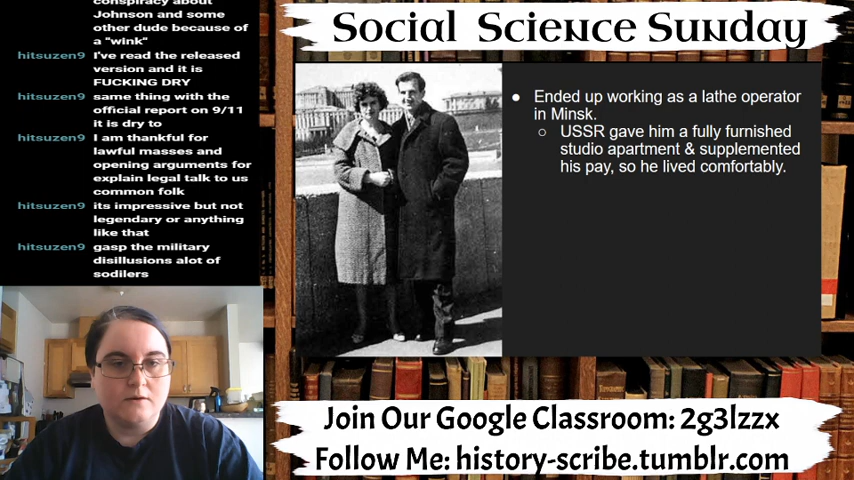 conspiracy about
Johnson and some
other dude because of
a "wink"
hitsuzen9 I've read the released
version and it is
FUCKING DRY
hitsuzen9 same thing with the
official report on 9/11
it is dry to
hitsuzen9 I am thankful for
lawful masses and
opening arguments for
explain legal talk to us
common folk
hitsuzen9 its impressive but not
legendary or anything
like that
hitsuzen9 gasp the military
disillusions alot of
sodilers
Social Science Sunday
● Ended up working as a lathe operator
in Minsk.
○ USSR gave him a fully furnished
studio apartment & supplemented
his pay, so he lived comfortably.
Join Our Google Classroom: 2g3lzzx
Follow Me: history-scribe.tumblr.com